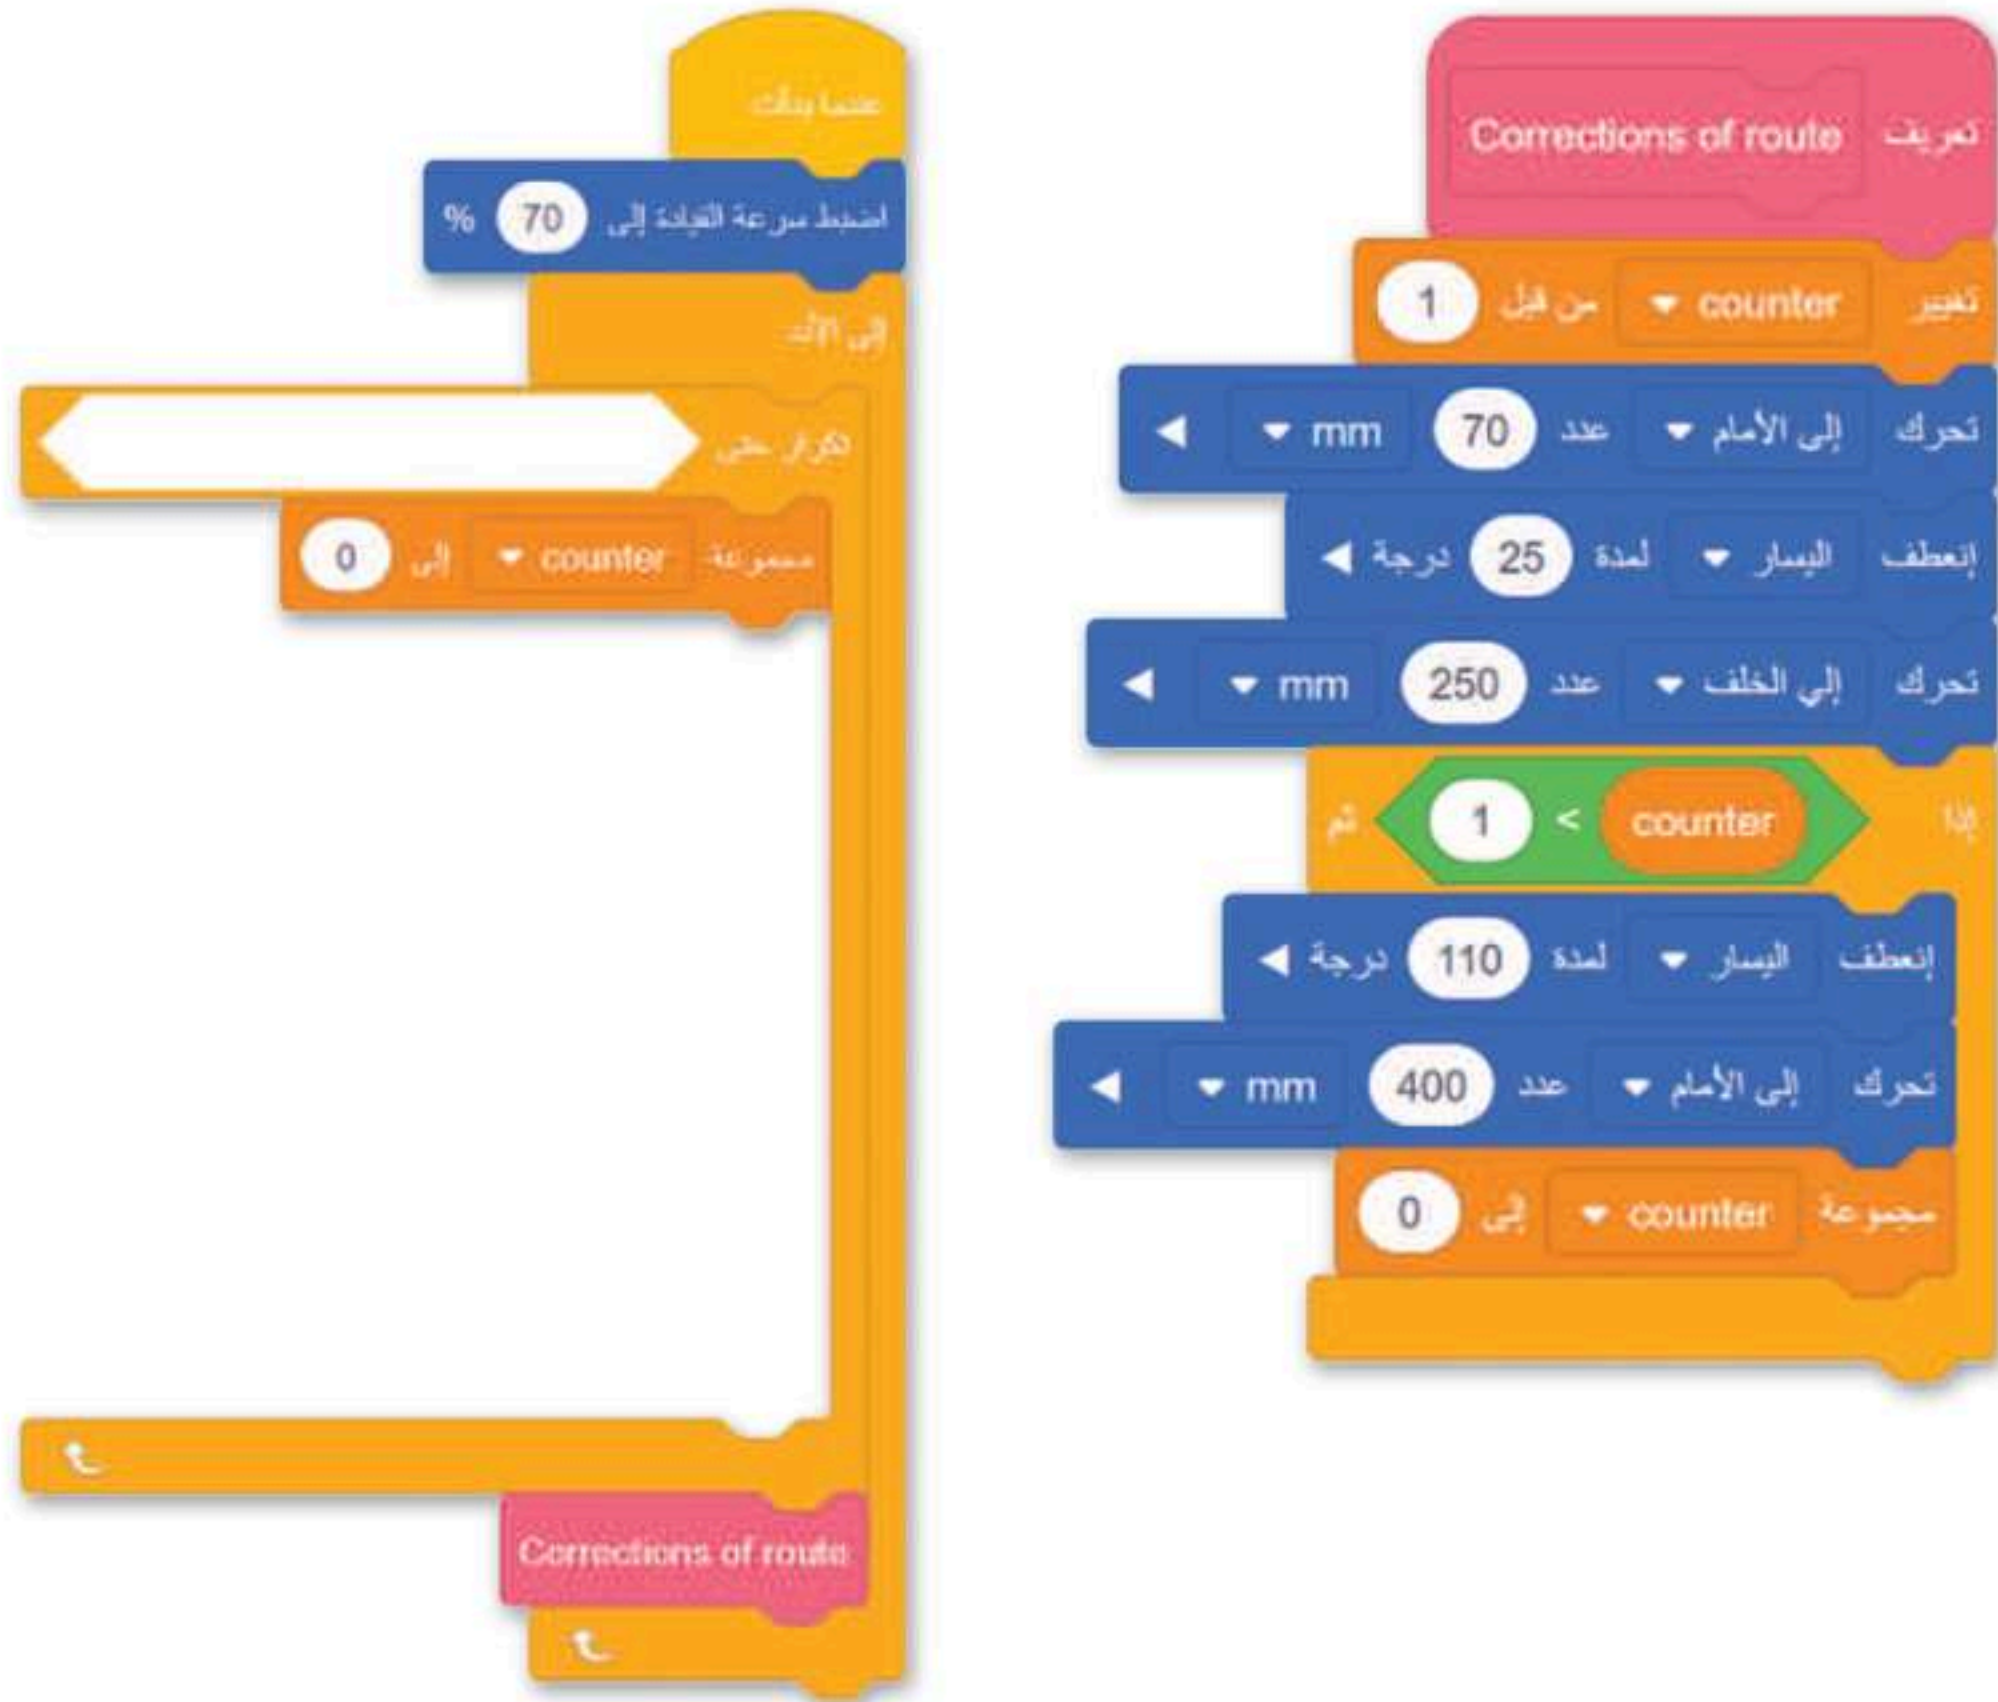 عندما بدأت
اضبط سرعة القيادة إلى 70 %
إلى الأبد
تكرار حتى
مجموعة counter إلى 0
Corrections of route
تعريف Corrections of route
تغيير counter من قبل 1
تحرك إلى الأمام عدد 70 mm
إنعطف اليسار لمدة 25 درجة
تحرك إلي الخلف عدد 250 mm
إذا counter > 1 ثم
إنعطف اليسار لمدة 110 درجة
تحرك إلى الأمام عدد 400 mm
مجموعة counter إلى 0